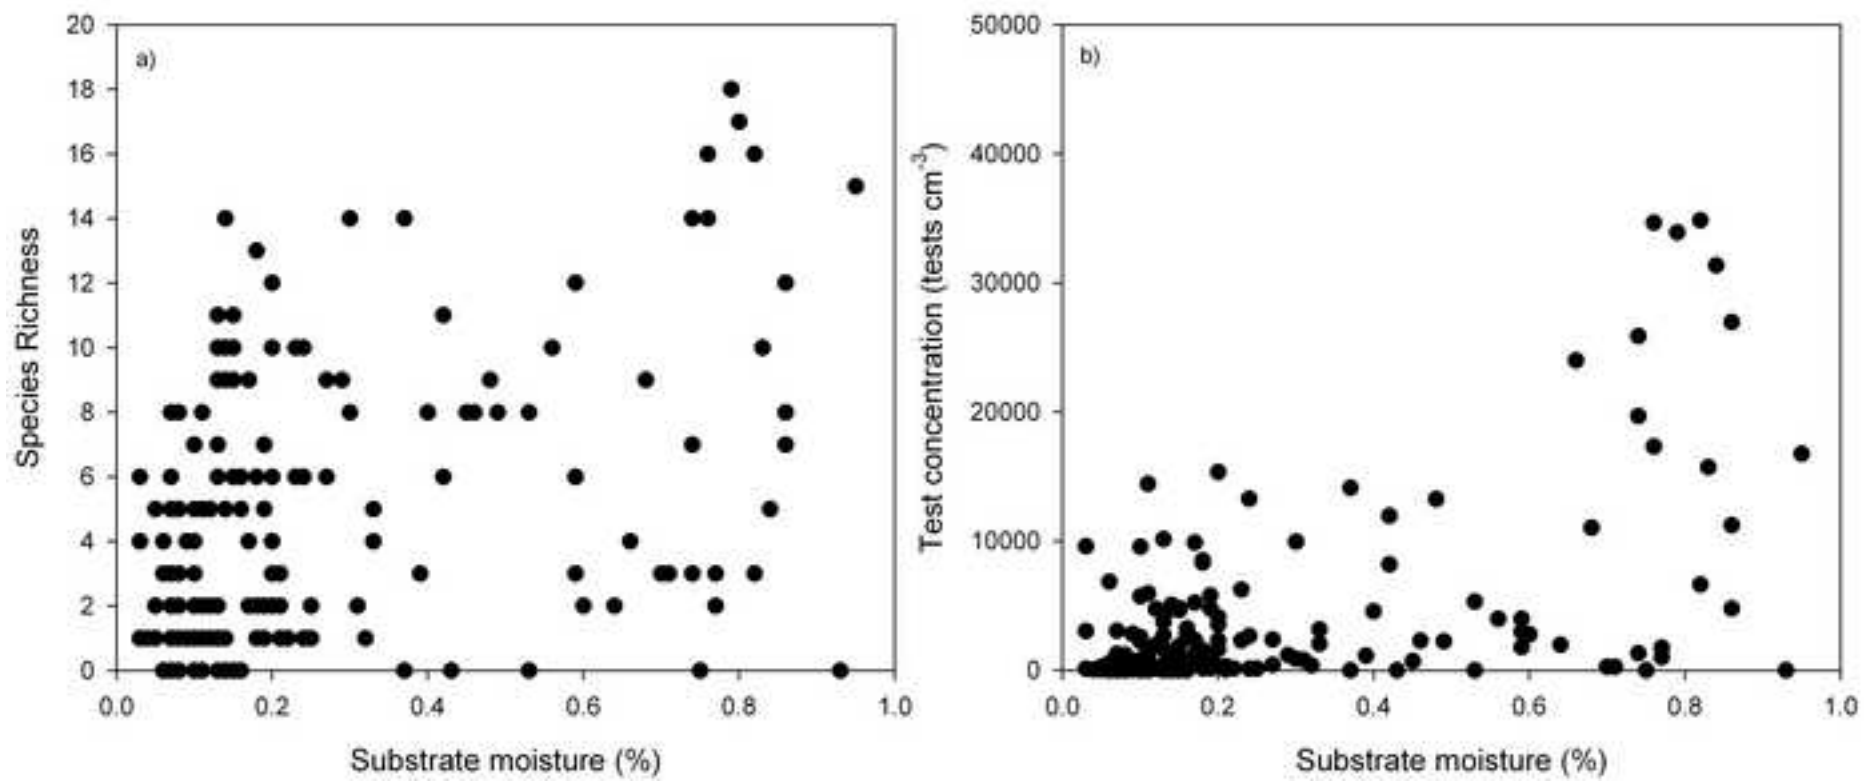 a)
20
18
16
14
12
10
8
6
4
2
0
Species Richness
0.0 0.2 0.4 0.6 0.8 1.0
Substrate moisture (%)
b)
50000
40000
30000
20000
10000
0
Test concentration (tests cm⁻³)
0.0 0.2 0.4 0.6 0.8 1.0
Substrate moisture (%)